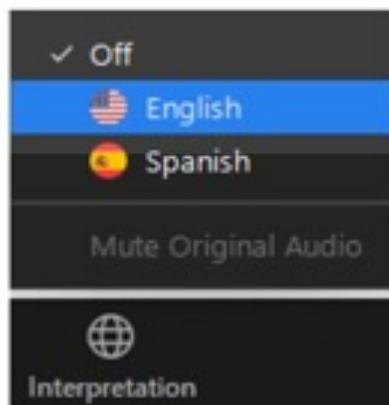 Off
English
Spanish
Mute Original Audio
Interpretation